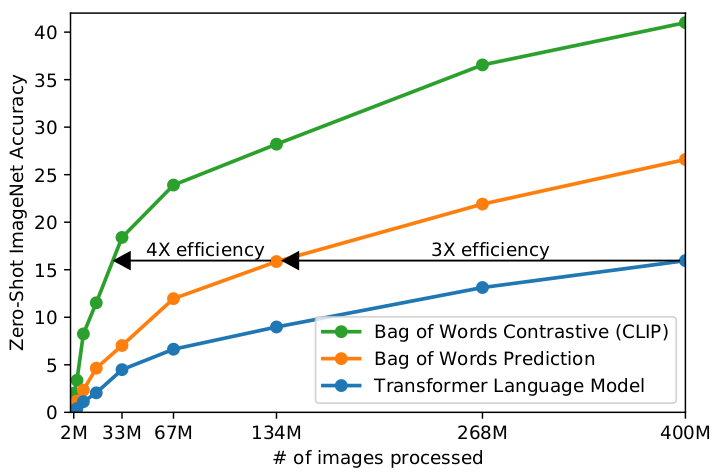 40
35
30
25
20
15
10
5
0
Zero-Shot ImageNet Accuracy
4X efficiency
3X efficiency
Bag of Words Contrastive (CLIP)
Bag of Words Prediction
Transformer Language Model
2M 33M 67M 134M 268M 400M
# of images processed